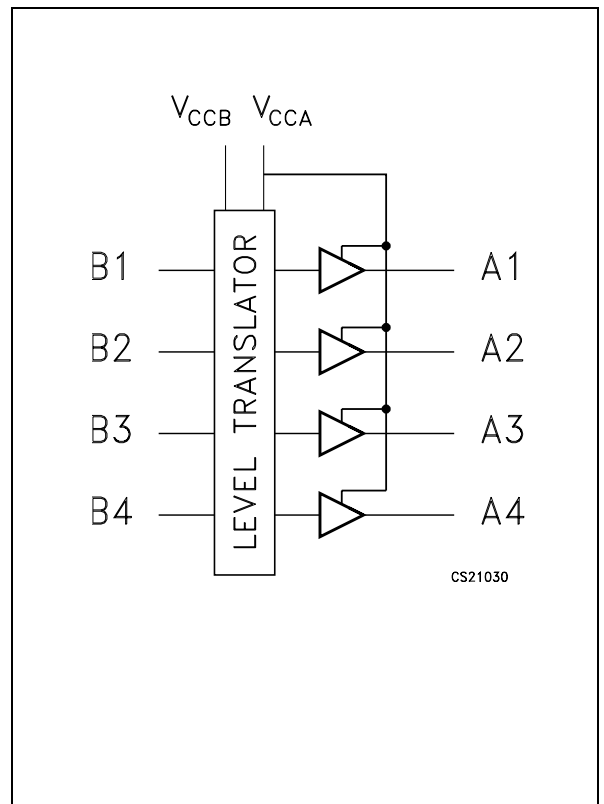 VCCB VCCA
B1 A1
B2 A2
B3 A3
B4 A4
LEVEL TRANSLATOR
CS21030